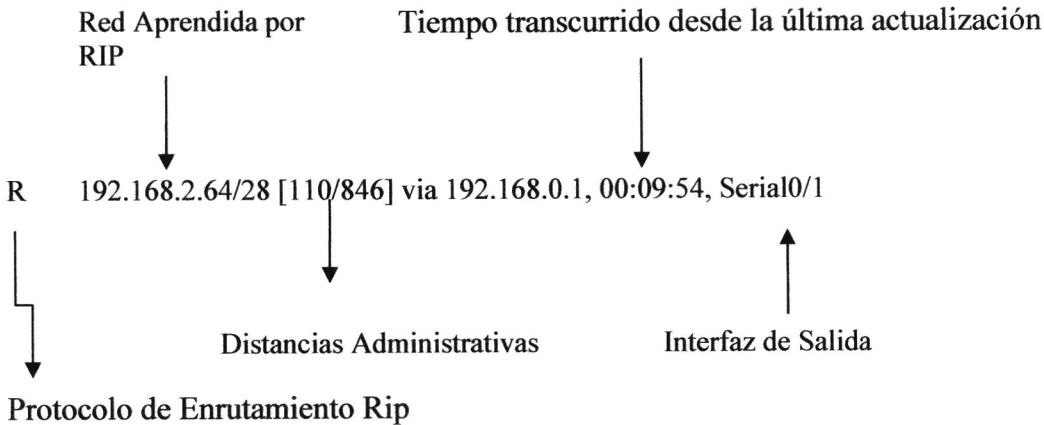 Red Aprendida por
RIP
Tiempo transcurrido desde la última actualización
R 192.168.2.64/28 [110/846] via 192.168.0.1, 00:09:54, Serial0/1
Distancias Administrativas
Interfaz de Salida
Protocolo de Enrutamiento Rip